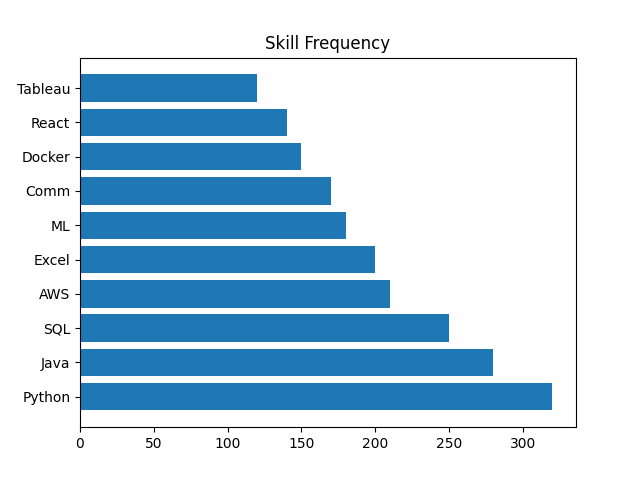 Skill Frequency
Tableau
React
Docker
Comm
ML
Excel
AWS
SQL
Java
Python
0 50 100 150 200 250 300